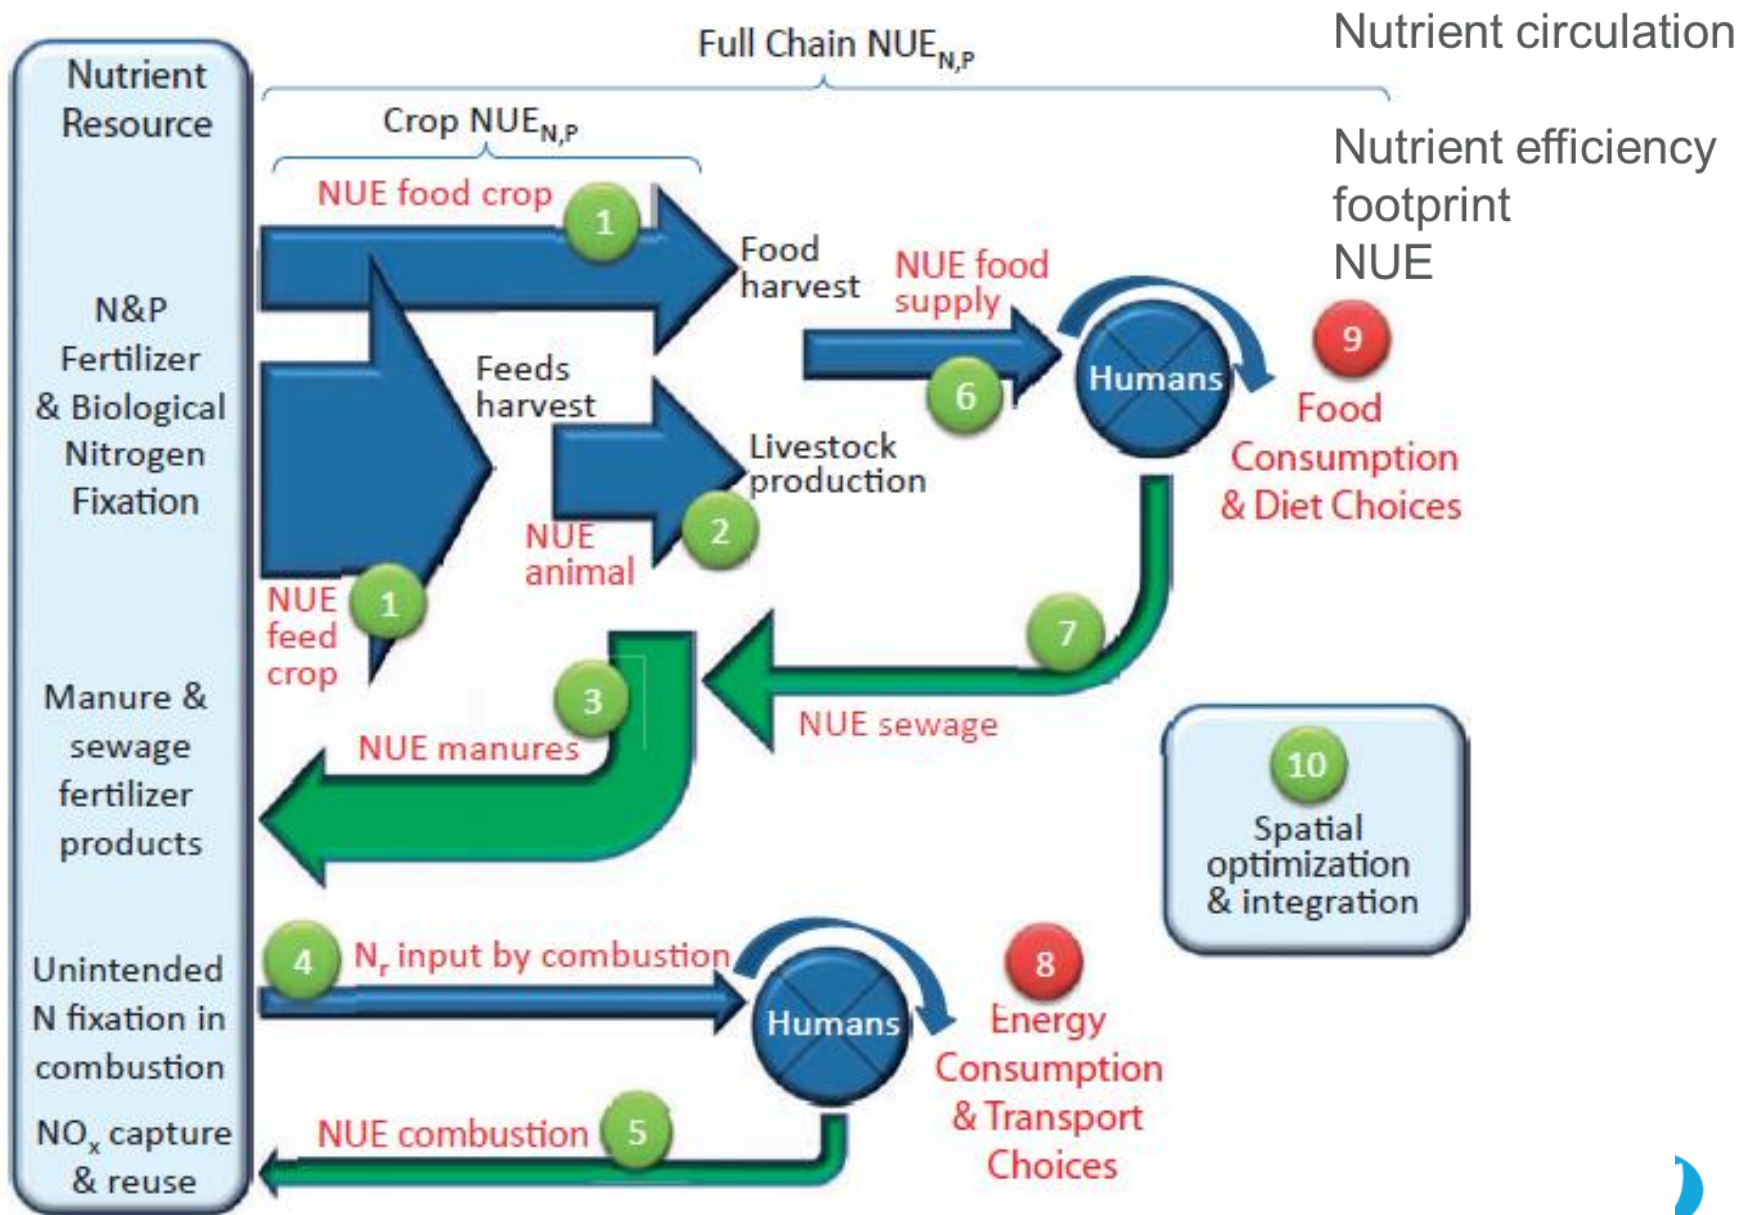 Nutrient circulation
Nutrient efficiency
footprint
NUE
Full Chain NUE<sub>N,P</sub>
Crop NUE<sub>N,P</sub>
Nutrient
Resource
N&P
Fertilizer
& Biological
Nitrogen
Fixation
Manure &
sewage
fertilizer
products
Unintended
N fixation in
combustion
NO<sub>x</sub> capture
& reuse
NUE food crop
1
Food
harvest
NUE food
supply
6
Humans
9
Food
Consumption
& Diet Choices
Feeds
harvest
Livestock
production
2
NUE
animal
1
NUE
feed
crop
3
NUE manures
7
NUE sewage
10
Spatial
optimization
& integration
4
N<sub>r</sub> input by combustion
Humans
8
Energy
Consumption
& Transport
Choices
NUE combustion
5